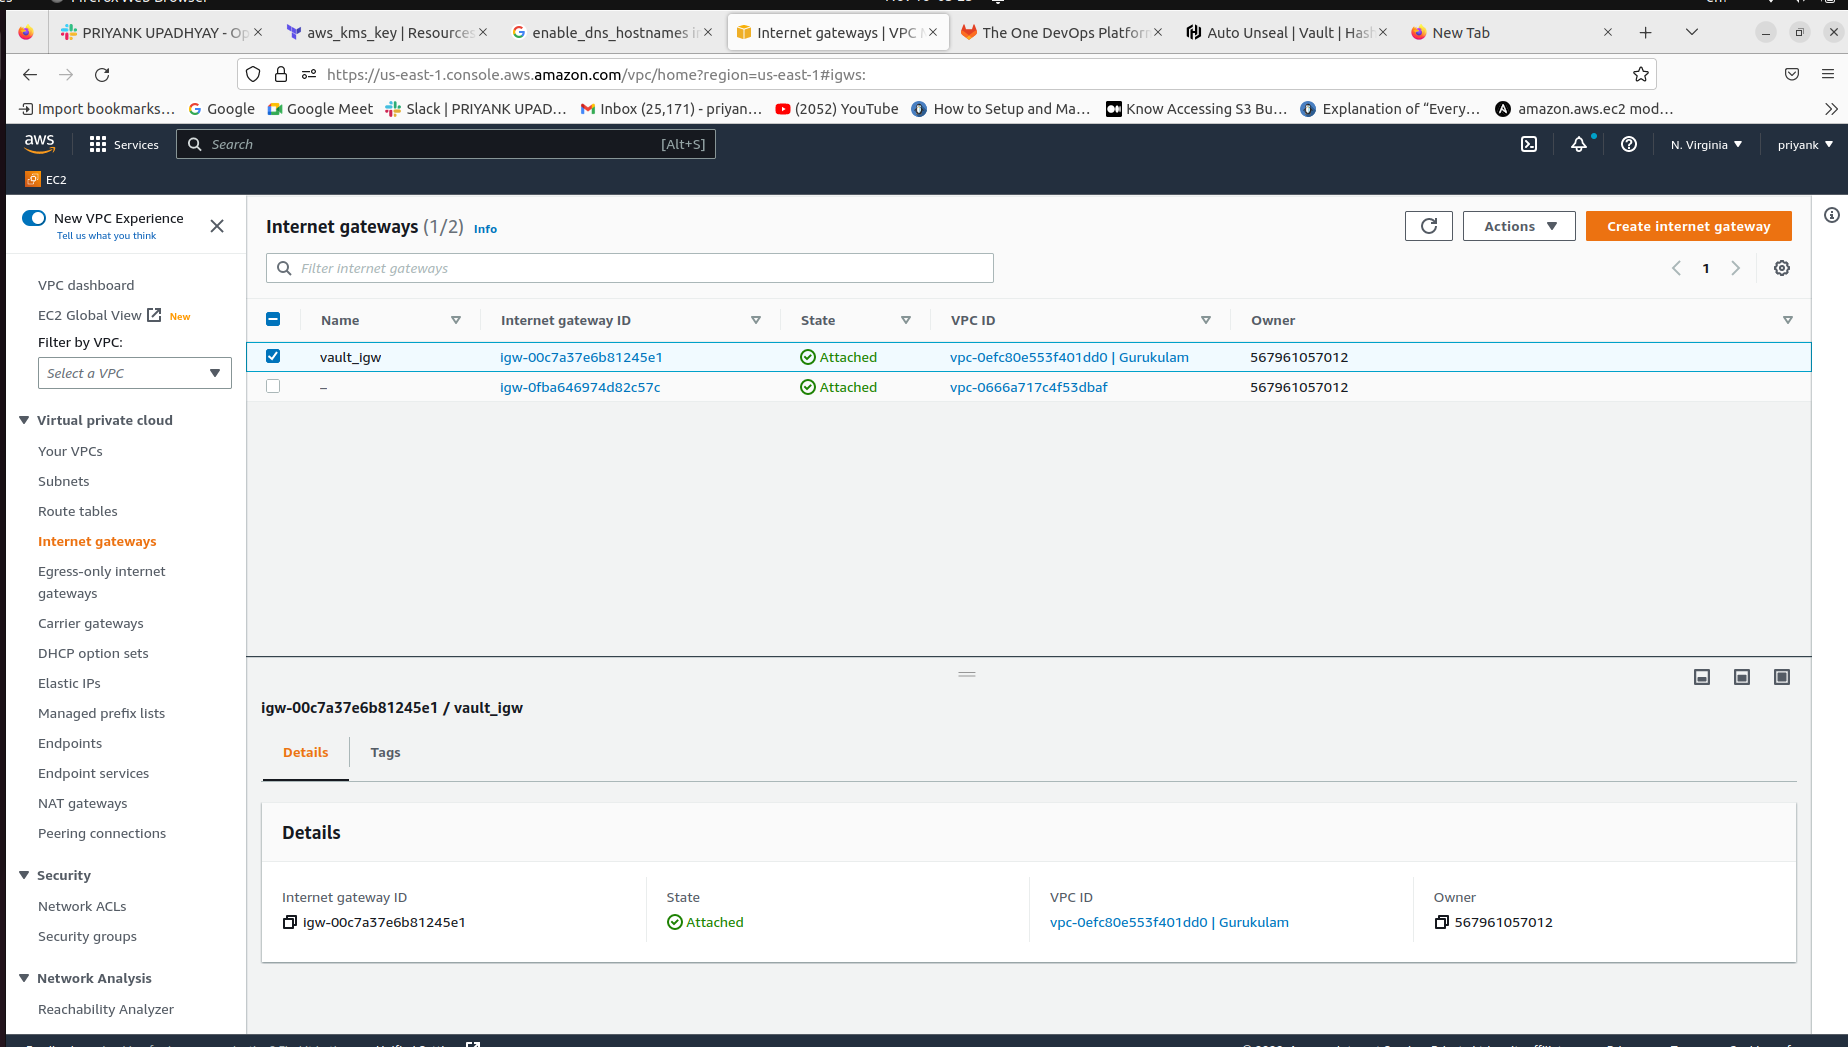 Firefox Web Browser
PRIYANK UPADHYAY - Op
aws_kms_key | Resources
enable_dns_hostnames i
Internet gateways | VPC M
The One DevOps Platfor
Auto Unseal | Vault | Hash
New Tab
https://us-east-1.console.aws.amazon.com/vpc/home?region=us-east-1#igws:
Import bookmarks...
Google
Google Meet
Slack | PRIYANK UPAD...
Inbox (25,171) - priyan...
(2052) YouTube
How to Setup and Ma...
Know Accessing S3 Bu...
Explanation of “Every...
amazon.aws.ec2 mod...
aws
Services
Search
[Alt+S]
N. Virginia
priyank
EC2
New VPC Experience
Tell us what you think
VPC dashboard
EC2 Global View New
Filter by VPC:
Select a VPC
Virtual private cloud
Your VPCs
Subnets
Route tables
Internet gateways
Egress-only internet
gateways
Carrier gateways
DHCP option sets
Elastic IPs
Managed prefix lists
Endpoints
Endpoint services
NAT gateways
Peering connections
Security
Network ACLs
Security groups
Network Analysis
Reachability Analyzer
Internet gateways (1/2) Info
Actions
Create internet gateway
Filter internet gateways
1
Name Internet gateway ID State VPC ID Owner
vault_igw igw-00c7a37e6b81245e1 Attached vpc-0efc80e553f401dd0 | Gurukulam 567961057012
– igw-0fba646974d82c57c Attached vpc-0666a717c4f53dbaf 567961057012
igw-00c7a37e6b81245e1 / vault_igw
Details
Tags
Details
Internet gateway ID
igw-00c7a37e6b81245e1
State
Attached
VPC ID
vpc-0efc80e553f401dd0 | Gurukulam
Owner
567961057012